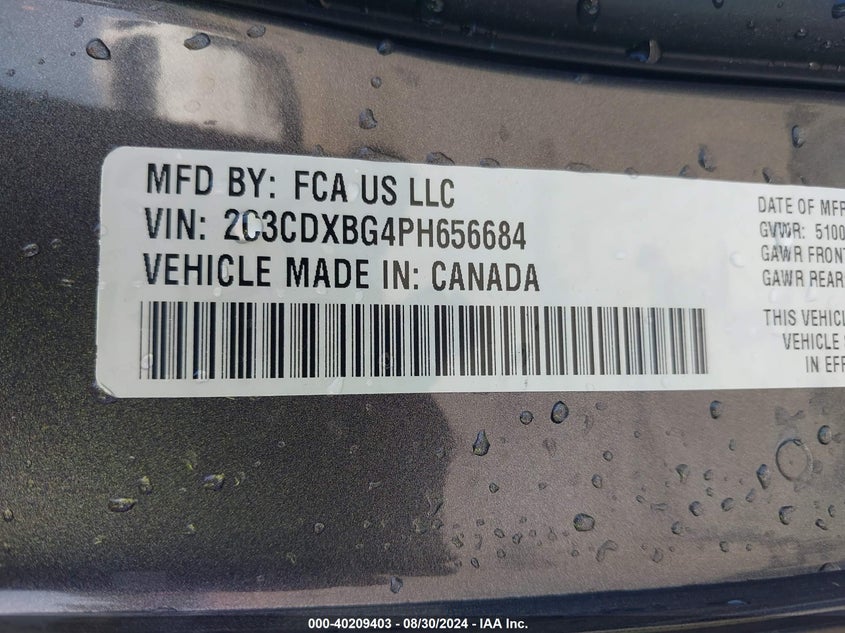 MFD BY: FCA US LLC
VIN: 2C3CDXBG4PH656684
VEHICLE MADE IN: CANADA
DATE OF MFR
GVWR: 5100
GAWR FRONT
GAWR REAR
THIS VEHICL
VEHICLE S
IN EFF
000-40209403 - 08/30/2024 - IAA Inc.